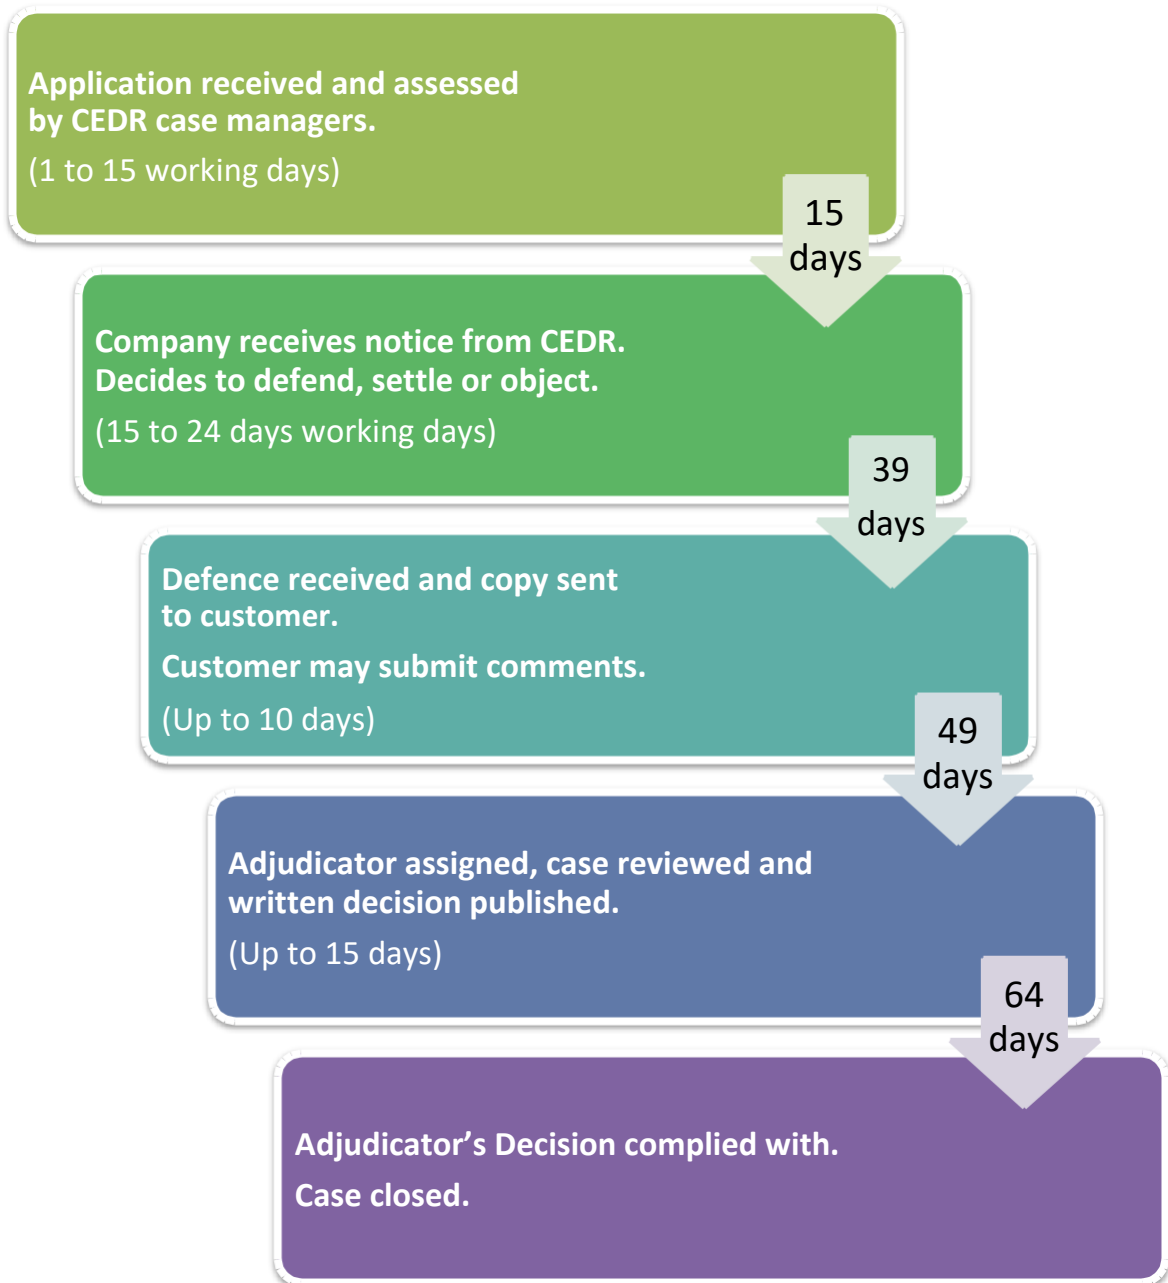 Application received and assessed
by CEDR case managers.
(1 to 15 working days)
15
days
Company receives notice from CEDR.
Decides to defend, settle or object.
(15 to 24 days working days)
39
days
Defence received and copy sent
to customer.
Customer may submit comments.
(Up to 10 days)
49
days
Adjudicator assigned, case reviewed and
written decision published.
(Up to 15 days)
64
days
Adjudicator’s Decision complied with.
Case closed.